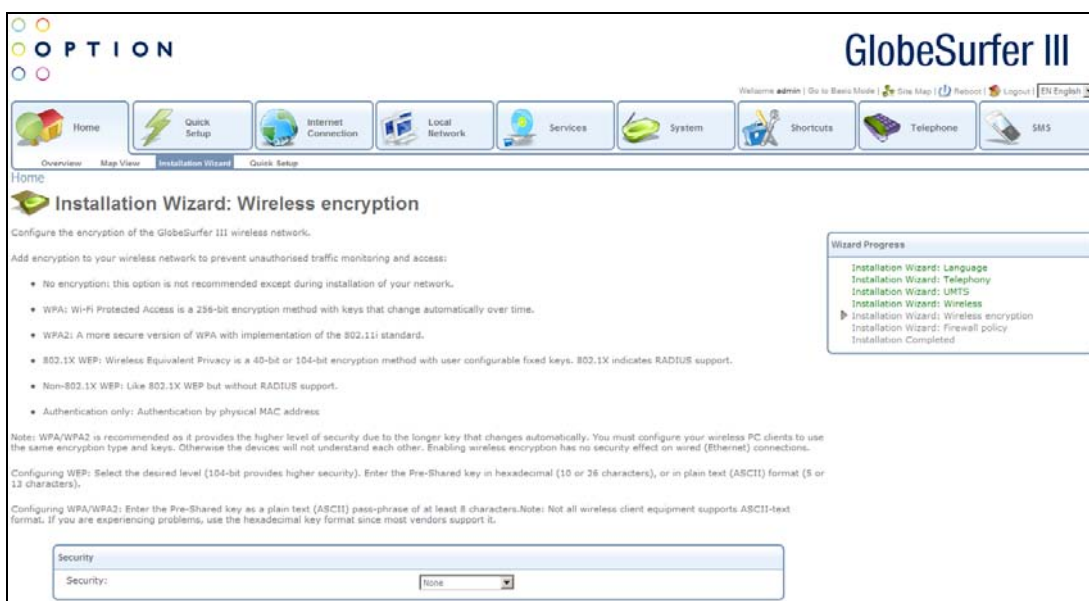 OPTION
GlobeSurfer III
Welcome admin | Go to Basic Mode | Site Map | Reboot | Logout | EN English
Home
Quick Setup
Internet Connection
Local Network
Services
System
Shortcuts
Telephone
SMS
Overview Map View Installation Wizard Quick Setup
Home
Installation Wizard: Wireless encryption
Configure the encryption of the GlobeSurfer III wireless network.
Add encryption to your wireless network to prevent unauthorised traffic monitoring and access:
• No encryption: this option is not recommended except during installation of your network.
• WPA: Wi-Fi Protected Access is a 256-bit encryption method with keys that change automatically over time.
• WPA2: A more secure version of WPA with implementation of the 802.11i standard.
• 802.1X WEP: Wireless Equivalent Privacy is a 40-bit or 104-bit encryption method with user configurable fixed keys. 802.1X indicates RADIUS support.
• Non-802.1X WEP: Like 802.1X WEP but without RADIUS support.
• Authentication only: Authentication by physical MAC address
Note: WPA/WPA2 is recommended as it provides the higher level of security due to the longer key that changes automatically. You must configure your wireless PC clients to use
the same encryption type and keys. Otherwise the devices will not understand each other. Enabling wireless encryption has no security effect on wired (Ethernet) connections.
Configuring WEP: Select the desired level (104-bit provides higher security). Enter the Pre-Shared key in hexadecimal (10 or 26 characters), or in plain text (ASCII) format (5 or
13 characters).
Configuring WPA/WPA2: Enter the Pre-Shared key as a plain text (ASCII) pass-phrase of at least 8 characters.Note: Not all wireless client equipment supports ASCII-text
format. If you are experiencing problems, use the hexadecimal key format since most vendors support it.
Security
Security: None
Wizard Progress
Installation Wizard: Language
Installation Wizard: Telephony
Installation Wizard: UMTS
Installation Wizard: Wireless
Installation Wizard: Wireless encryption
Installation Wizard: Firewall policy
Installation Completed